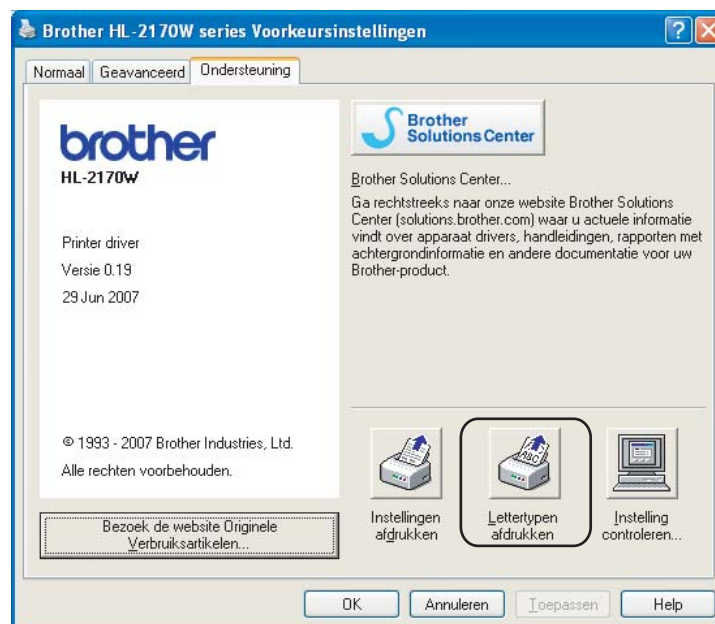 Brother HL-2170W series Voorkeursinstellingen
Normaal
Geavanceerd
Ondersteuning
brother
HL-2170W
Printer driver
Versie 0.19
29 Jun 2007
© 1993 - 2007 Brother Industries, Ltd.
Alle rechten voorbehouden.
Bezoek de website Originele
Verbruiksartikelen...
Brother
Solutions Center
Brother Solutions Center...
Ga rechtstreeks naar onze website Brother Solutions
Center (solutions.brother.com) waar u actuele informatie
vindt over apparaat drivers, handleidingen, rapporten met
achtergrondinformatie en andere documentatie voor uw
Brother-product.
Instellingen
afdrukken
ABC
Lettertypen
afdrukken
Instelling
controleren...
OK
Annuleren
Toepassen
Help